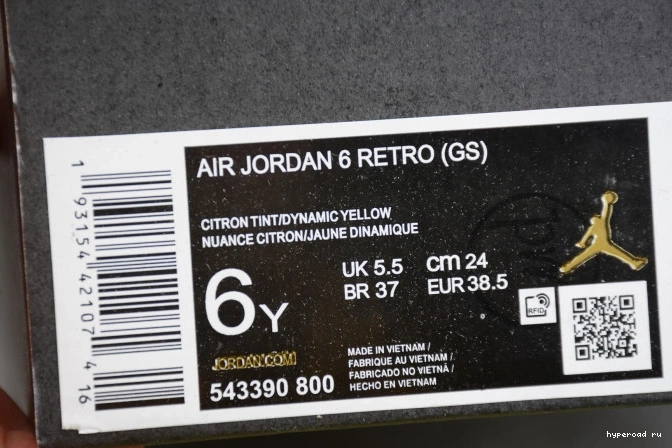 AIR JORDAN 6 RETRO (GS)
CITRON TINT/DYNAMIC YELLOW
NUANCE CITRON/JAUNE DINAMIQUE
6Y
UK 5.5 cm 24
BR 37 EUR 38.5
RFID
JORDAN.COM
543390 800
MADE IN VIETNAM /
FABRIQUE AU VIETNAM /
FABRICADO NO VIETNÃ /
HECHO EN VIETNAM
1 93154 42107 4 16
hyperoad ru